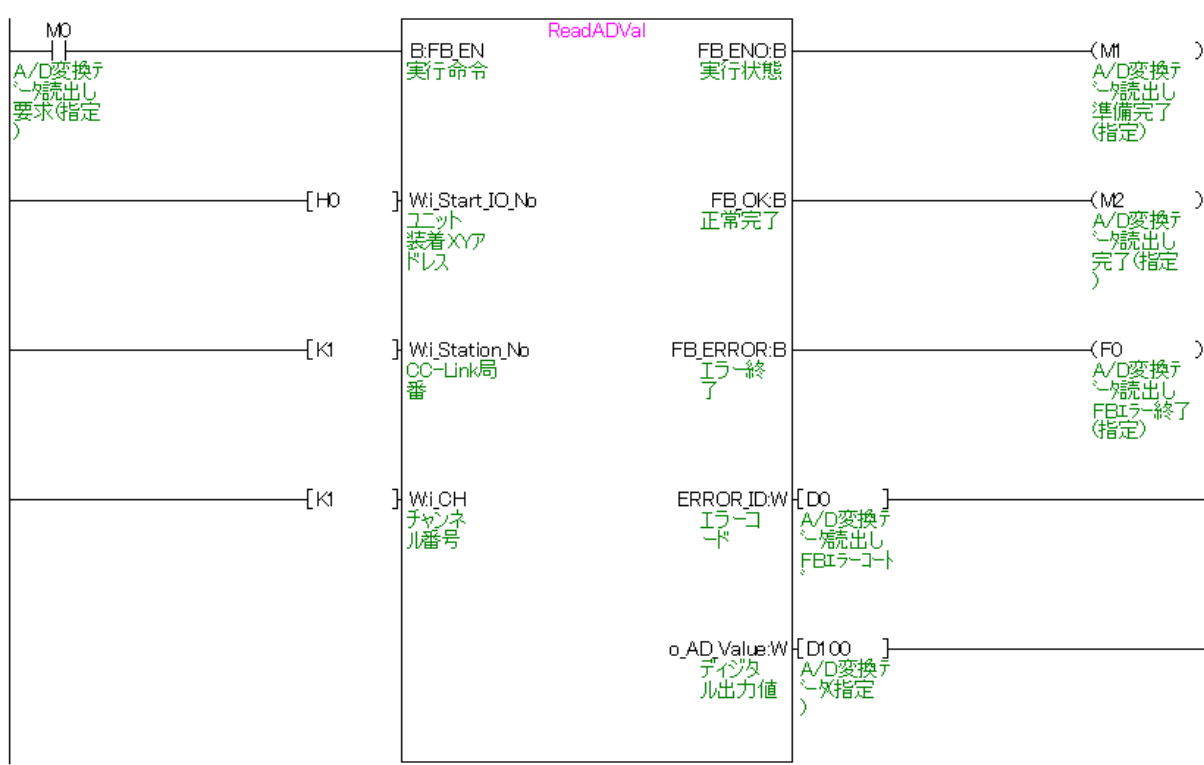 M0
A/D変換デ
ータ読出し
要求(指定
)
ReadADVal
B:FB_EN
実行命令
FB_ENO:B
実行状態
(M1 )
A/D変換デ
ータ読出し
準備完了
(指定)
[H0 ]
W:i_Start_IO_No
ユニット
装着XYア
ドレス
FB_OK:B
正常完了
(M2 )
A/D変換デ
ータ読出し
完了(指定
)
[K1 ]
W:i_Station_No
CC-Link局
番
FB_ERROR:B
エラー終
了
(F0 )
A/D変換デ
ータ読出し
FBエラー終了
(指定)
[K1 ]
W:i_CH
チャンネ
ル番号
ERROR_ID:W
エラーコ
ード
[D0 ]
A/D変換デ
ータ読出し
FBエラーコード
o_AD_Value:W
ディジタ
ル出力値
[D100 ]
A/D変換デ
ータ(指定
)